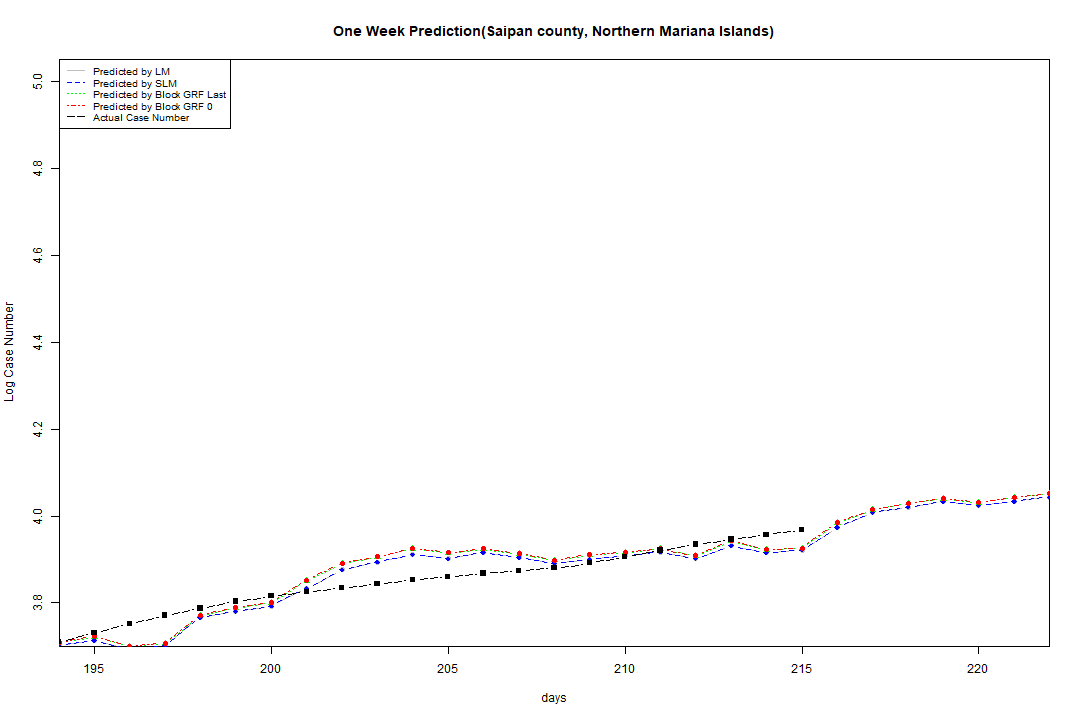 One Week Prediction(Saipan county, Northern Mariana Islands)
Predicted by LM
Predicted by SLM
Predicted by Block GRF Last
Predicted by Block GRF 0
Actual Case Number
5.0
4.8
4.6
4.4
4.2
4.0
3.8
Log Case Number
195 200 205 210 215 220
days